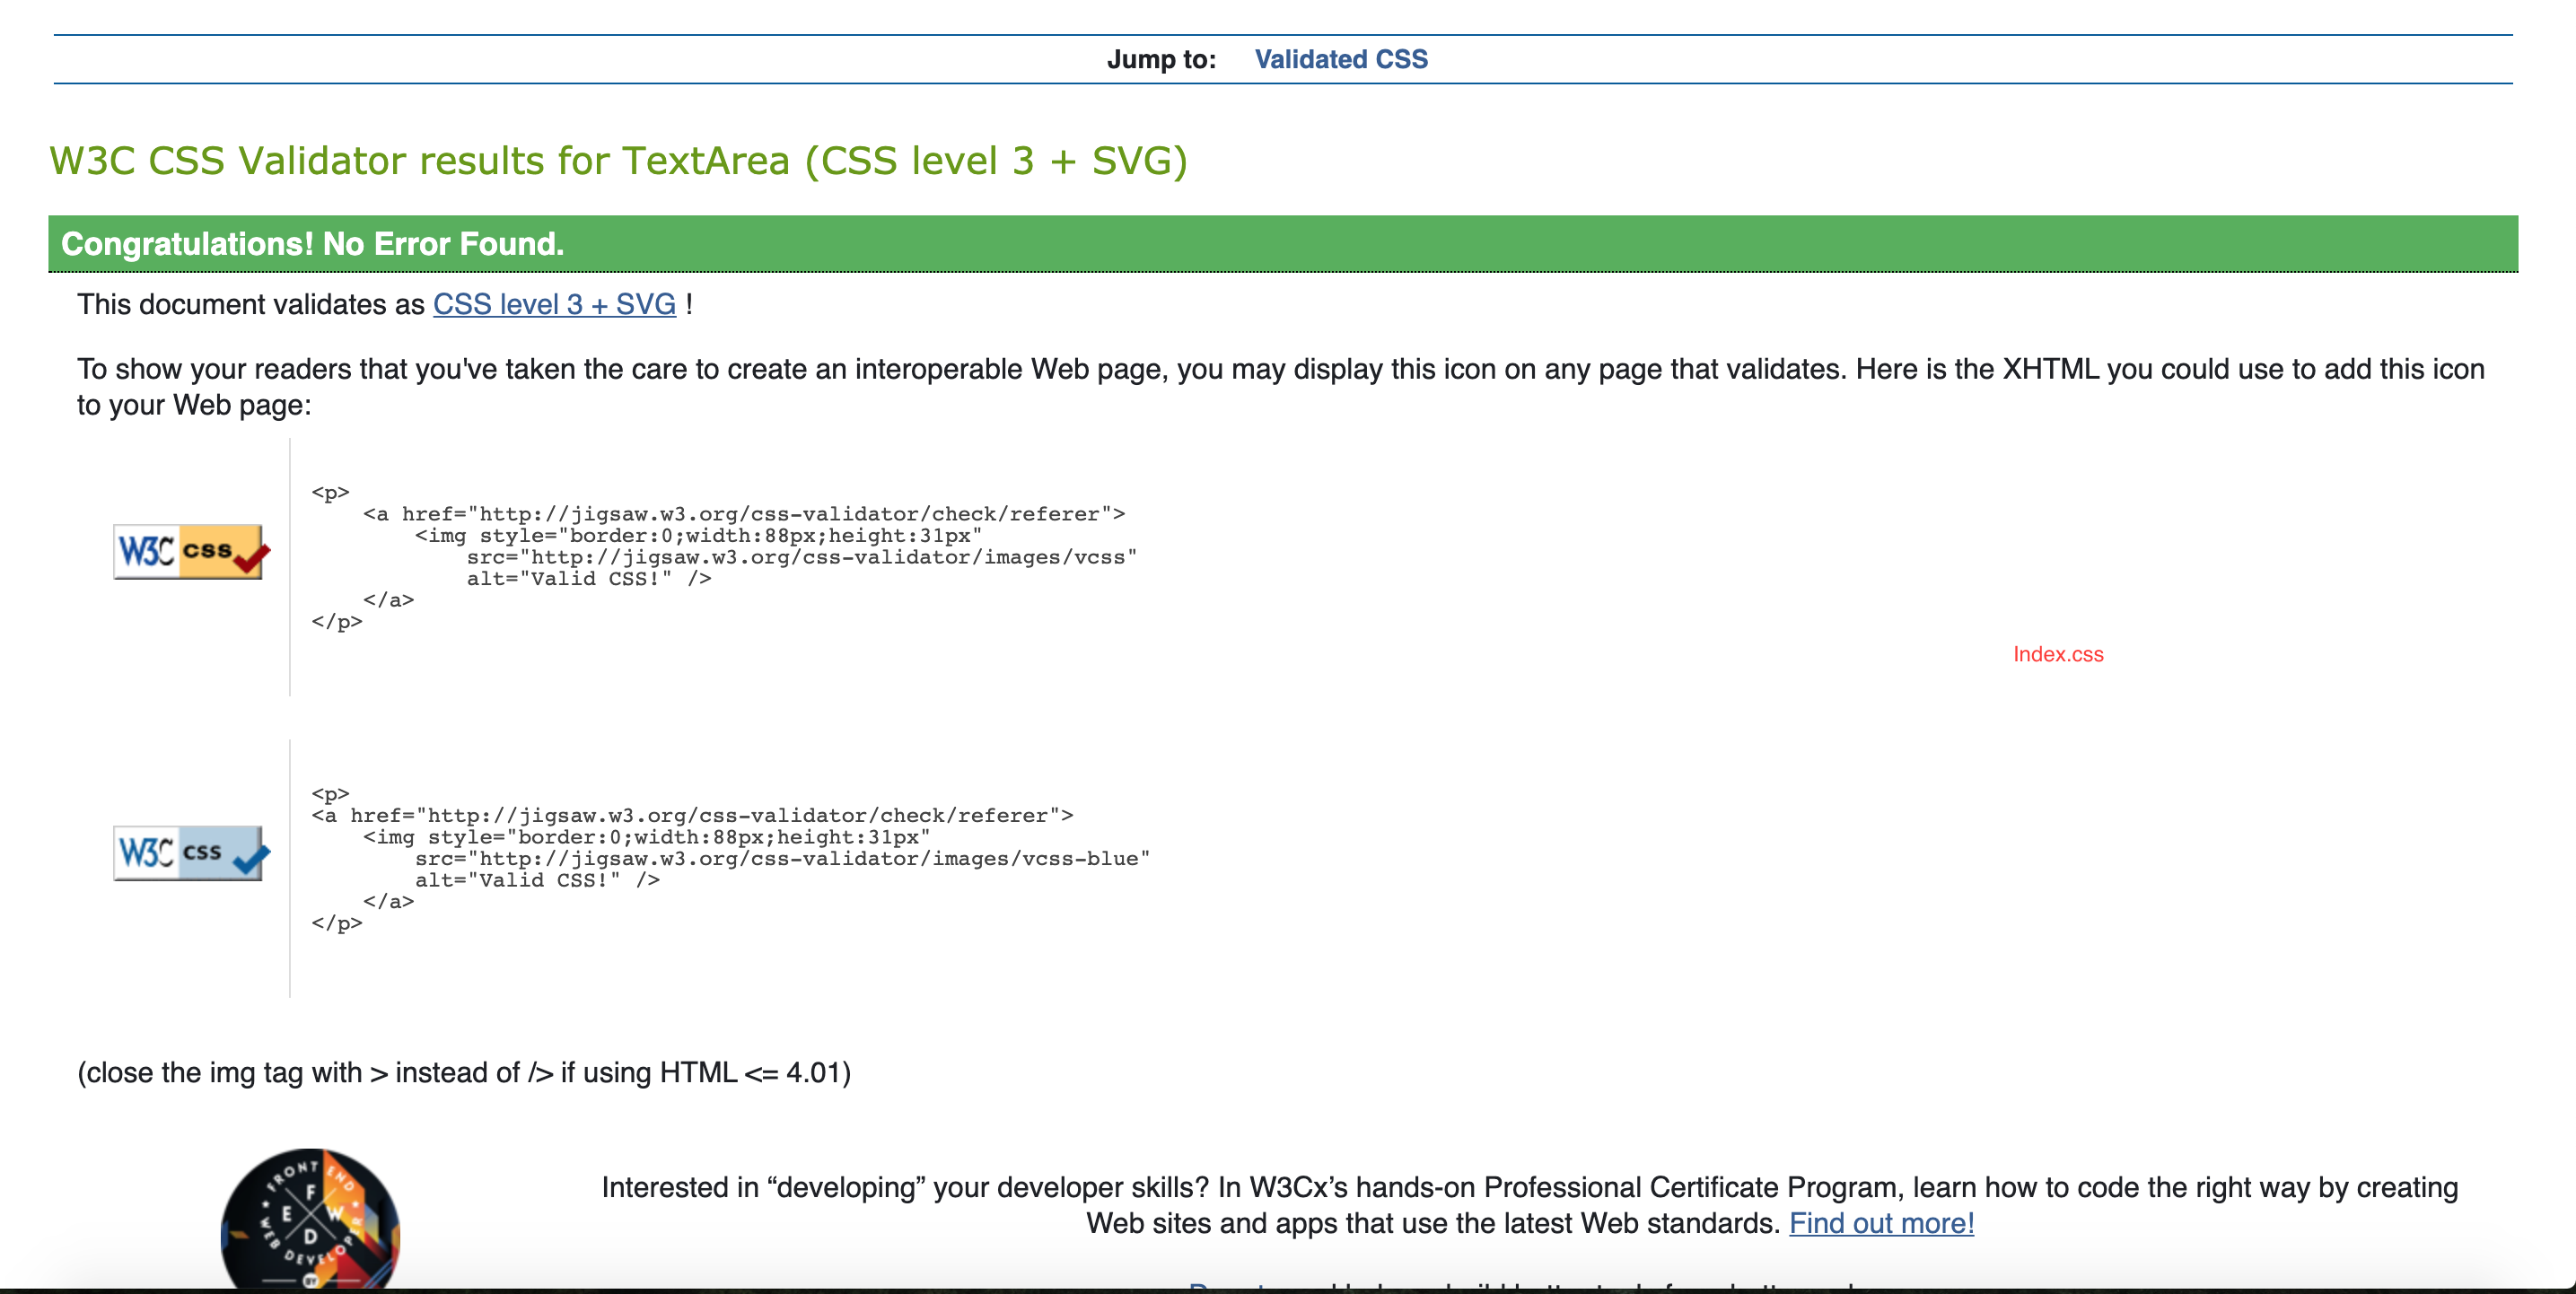 Jump to: Validated CSS
W3C CSS Validator results for TextArea (CSS level 3 + SVG)
Congratulations! No Error Found.
This document validates as CSS level 3 + SVG !
To show your readers that you've taken the care to create an interoperable Web page, you may display this icon on any page that validates. Here is the XHTML you could use to add this icon
to your Web page:
W3C css
<p>
<a href="http://jigsaw.w3.org/css-validator/check/referer">
<img style="border:0;width:88px;height:31px"
src="http://jigsaw.w3.org/css-validator/images/vcss"
alt="Valid CSS!" />
</a>
</p>
Index.css
W3C css
<p>
<a href="http://jigsaw.w3.org/css-validator/check/referer">
<img style="border:0;width:88px;height:31px"
src="http://jigsaw.w3.org/css-validator/images/vcss-blue"
alt="Valid CSS!" />
</a>
</p>
(close the img tag with > instead of /> if using HTML <= 4.01)
FRONT END
WEB DEVELOPER
F
E W
D
BY
Interested in “developing” your developer skills? In W3Cx’s hands-on Professional Certificate Program, learn how to code the right way by creating
Web sites and apps that use the latest Web standards. Find out more!